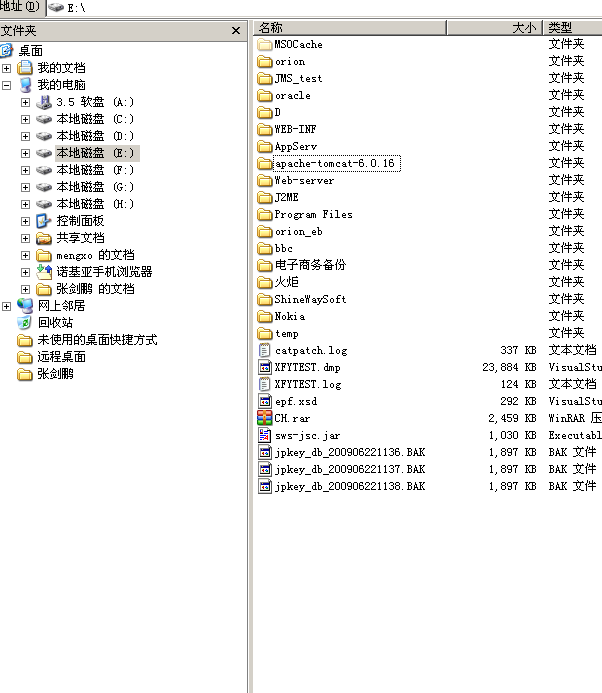 地址(D) E:\
文件夹 ×
桌面
我的文档
我的电脑
3.5 软盘 (A:)
本地磁盘 (C:)
本地磁盘 (D:)
本地磁盘 (E:)
本地磁盘 (F:)
本地磁盘 (G:)
本地磁盘 (H:)
控制面板
共享文档
mengxo 的文档
诺基亚手机浏览器
张剑鹏 的文档
网上邻居
回收站
未使用的桌面快捷方式
远程桌面
张剑鹏
名称 大小 类型
MSOCache 文件夹
orion 文件夹
JMS_test 文件夹
oracle 文件夹
D 文件夹
WEB-INF 文件夹
AppServ 文件夹
apache-tomcat-6.0.16 文件夹
Web-server 文件夹
J2ME 文件夹
Program Files 文件夹
orion_eb 文件夹
bbc 文件夹
电子商务备份 文件夹
火炬 文件夹
ShineWaySoft 文件夹
Nokia 文件夹
temp 文件夹
catpatch.log 337 KB 文本文档
XFYTEST.dmp 23,884 KB VisualStu
XFYTEST.log 124 KB 文本文档
epf.xsd 292 KB VisualStu
CH.rar 2,459 KB WinRAR 压
sws-jsc.jar 1,030 KB Executabl
jpkey_db_200906221136.BAK 1,897 KB BAK 文件
jpkey_db_200906221137.BAK 1,897 KB BAK 文件
jpkey_db_200906221138.BAK 1,897 KB BAK 文件